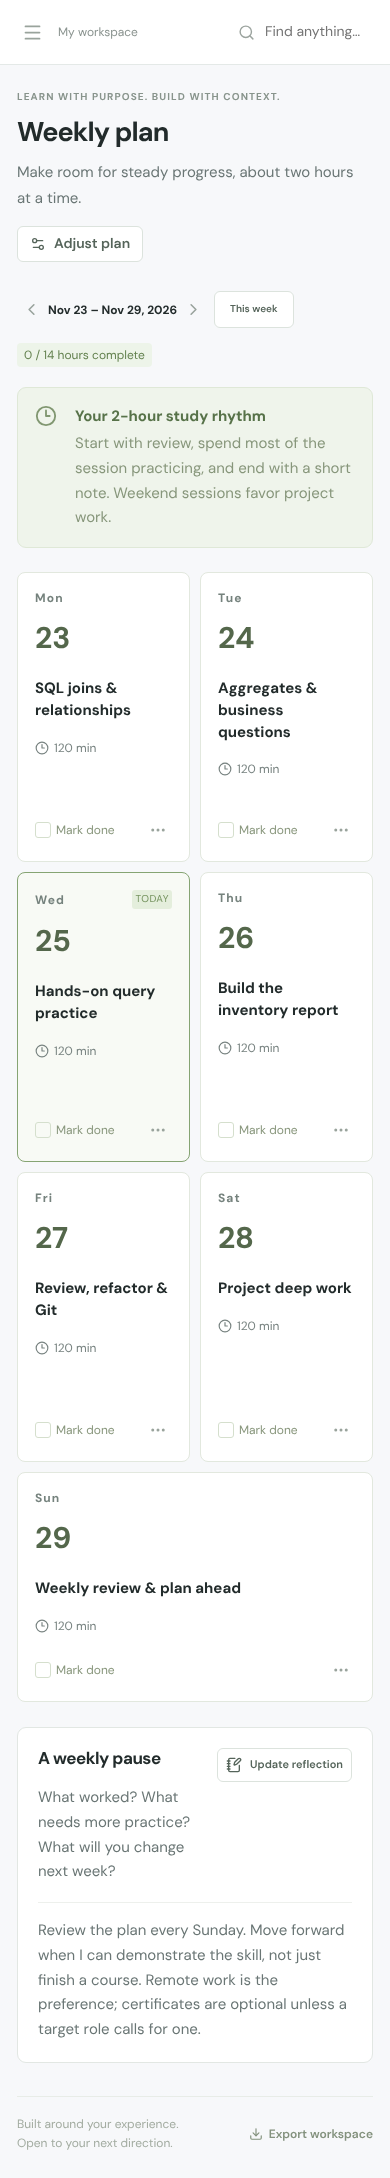 My workspace
Find anything...
LEARN WITH PURPOSE. BUILD WITH CONTEXT.
Weekly plan
Make room for steady progress, about two hours
at a time.
Adjust plan
Nov 23 – Nov 29, 2026
This week
0 / 14 hours complete
Your 2-hour study rhythm
Start with review, spend most of the
session practicing, and end with a short
note. Weekend sessions favor project
work.
Mon
23
SQL joins &
relationships
120 min
Mark done
Tue
24
Aggregates &
business
questions
120 min
Mark done
Wed
TODAY
25
Hands-on query
practice
120 min
Mark done
Thu
26
Build the
inventory report
120 min
Mark done
Fri
27
Review, refactor &
Git
120 min
Mark done
Sat
28
Project deep work
120 min
Mark done
Sun
29
Weekly review & plan ahead
120 min
Mark done
A weekly pause
Update reflection
What worked? What
needs more practice?
What will you change
next week?
Review the plan every Sunday. Move forward
when I can demonstrate the skill, not just
finish a course. Remote work is the
preference; certificates are optional unless a
target role calls for one.
Built around your experience.
Open to your next direction.
Export workspace